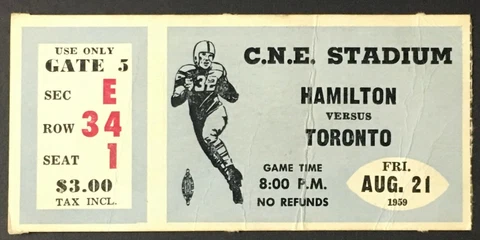 USE ONLY
GATE 5
SEC E
ROW 34
SEAT 1
$3.00
TAX INCL.
32
C.N.E. STADIUM
HAMILTON
VERSUS
TORONTO
GAME TIME
8:00 P.M.
NO REFUNDS
FRI.
AUG. 21
1959